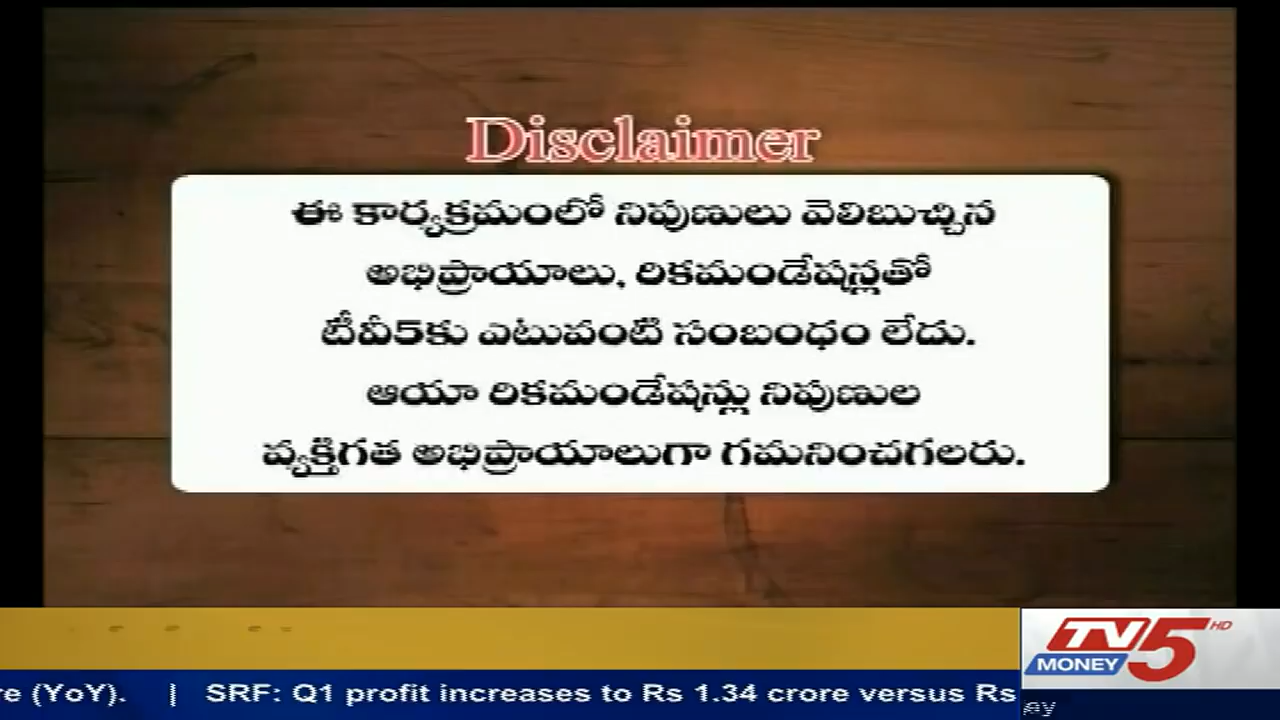 Disclaimer
ఈ కార్యక్రమంలో నిపుణులు వెలిబుచ్చిన
అభిప్రాయాలు, రికమండేషన్లతో
టీవీ5కు ఎటువంటి సంబంధం లేదు.
ఆయా రికమండేషన్లు నిపుణుల
వ్యక్తిగత అభిప్రాయాలుగా గమనించగలరు.
TV5 HD
MONEY
re (YoY). | SRF: Q1 profit increases to Rs 1.34 crore versus Rs
ey